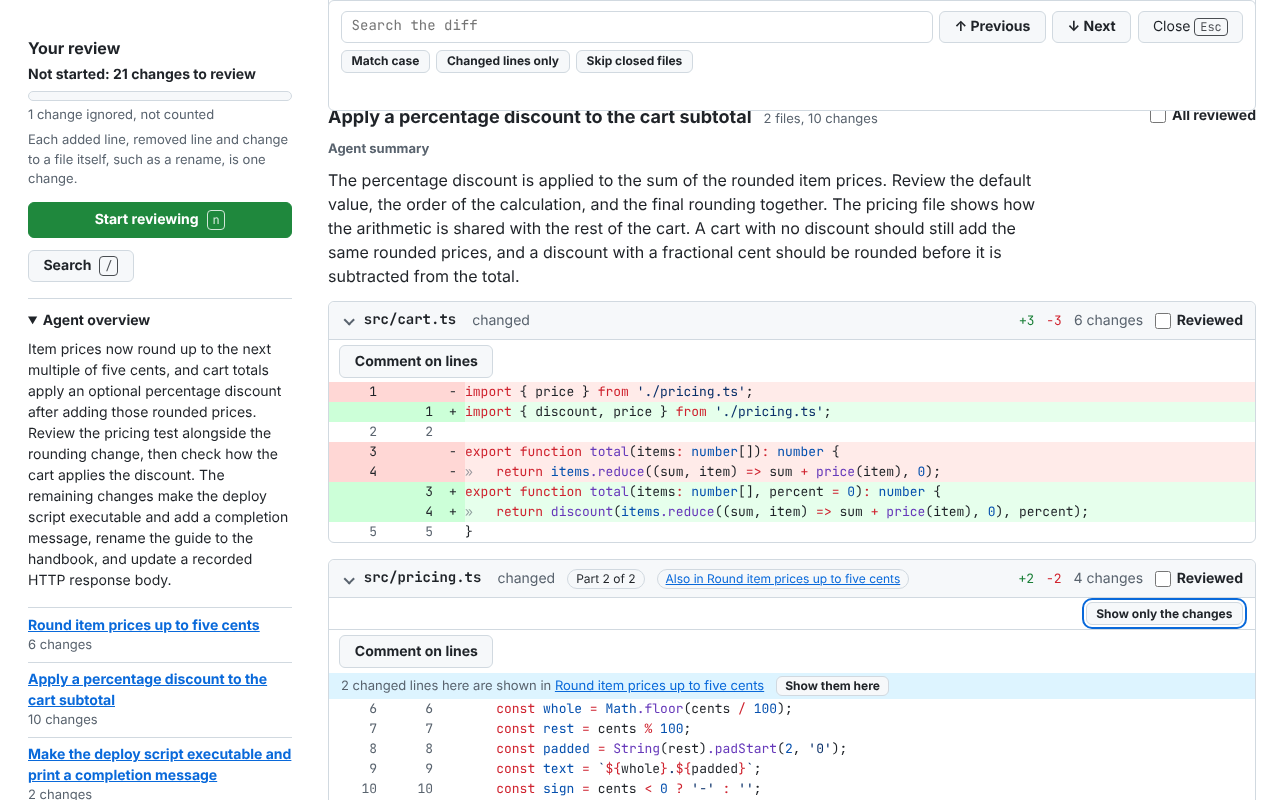 Your review
Not started: 21 changes to review
1 change ignored, not counted
Each added line, removed line and change
to a file itself, such as a rename, is one
change.
Start reviewing n
Search /
▼ Agent overview
Item prices now round up to the next
multiple of five cents, and cart totals
apply an optional percentage discount
after adding those rounded prices.
Review the pricing test alongside the
rounding change, then check how the
cart applies the discount. The
remaining changes make the deploy
script executable and add a completion
message, rename the guide to the
handbook, and update a recorded
HTTP response body.
Round item prices up to five cents
6 changes
Apply a percentage discount to the
cart subtotal
10 changes
Make the deploy script executable and
print a completion message
2 changes
Search the diff
↑ Previous
↓ Next
Close Esc
Match case
Changed lines only
Skip closed files
Apply a percentage discount to the cart subtotal 2 files, 10 changes All reviewed
Agent summary
The percentage discount is applied to the sum of the rounded item prices. Review the default
value, the order of the calculation, and the final rounding together. The pricing file shows how
the arithmetic is shared with the rest of the cart. A cart with no discount should still add the
same rounded prices, and a discount with a fractional cent should be rounded before it is
subtracted from the total.
src/cart.ts changed +3 -3 6 changes Reviewed
Comment on lines
1 - import { price } from './pricing.ts';
1 + import { discount, price } from './pricing.ts';
2 2
3 - export function total(items: number[]): number {
4 - » return items.reduce((sum, item) => sum + price(item), 0);
3 + export function total(items: number[], percent = 0): number {
4 + » return discount(items.reduce((sum, item) => sum + price(item), 0), percent);
5 5 }
src/pricing.ts changed Part 2 of 2 Also in Round item prices up to five cents +2 -2 4 changes Reviewed
Show only the changes
Comment on lines
2 changed lines here are shown in Round item prices up to five cents Show them here
6 6 const whole = Math.floor(cents / 100);
7 7 const rest = cents % 100;
8 8 const padded = String(rest).padStart(2, '0');
9 9 const text = `${whole}.${padded}`;
10 10 const sign = cents < 0 ? '-' : '';